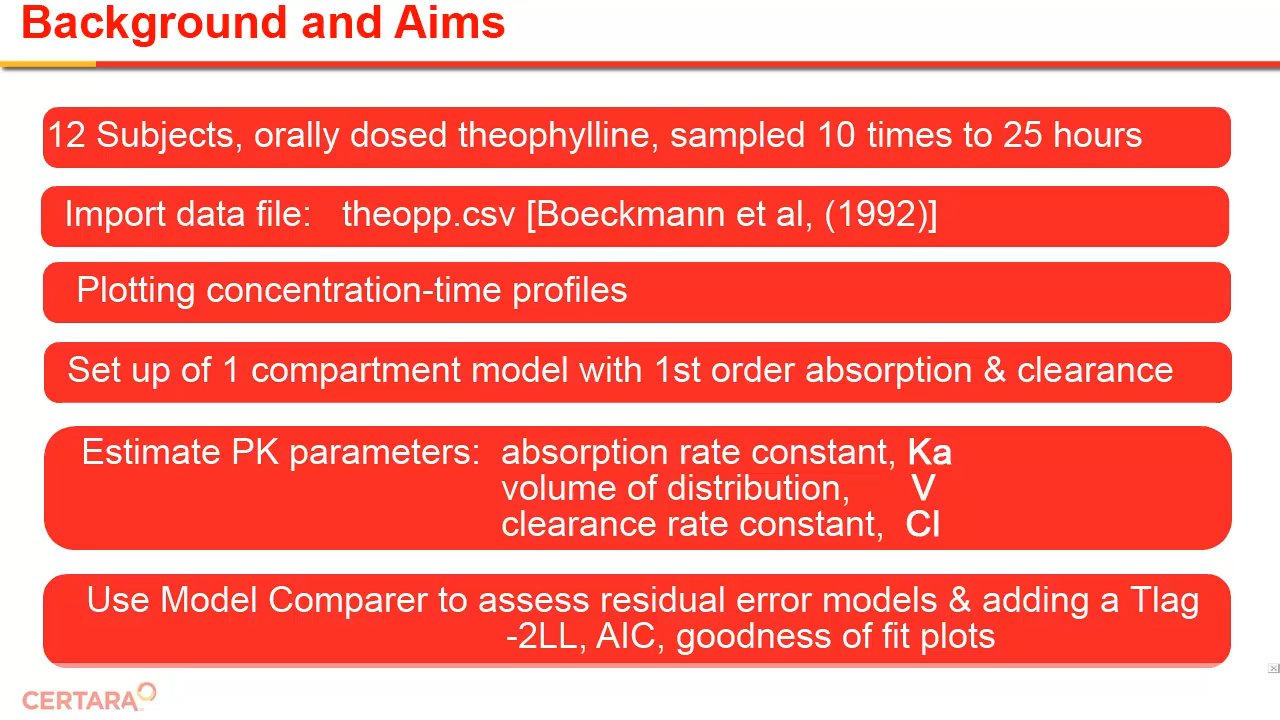 Background and Aims
12 Subjects, orally dosed theophylline, sampled 10 times to 25 hours
Import data file: theopp.csv [Boeckmann et al, (1992)]
Plotting concentration-time profiles
Set up of 1 compartment model with 1st order absorption & clearance
Estimate PK parameters: absorption rate constant, Ka
volume of distribution, V
clearance rate constant, Cl
Use Model Comparer to assess residual error models & adding a Tlag
-2LL, AIC, goodness of fit plots
CERTARA